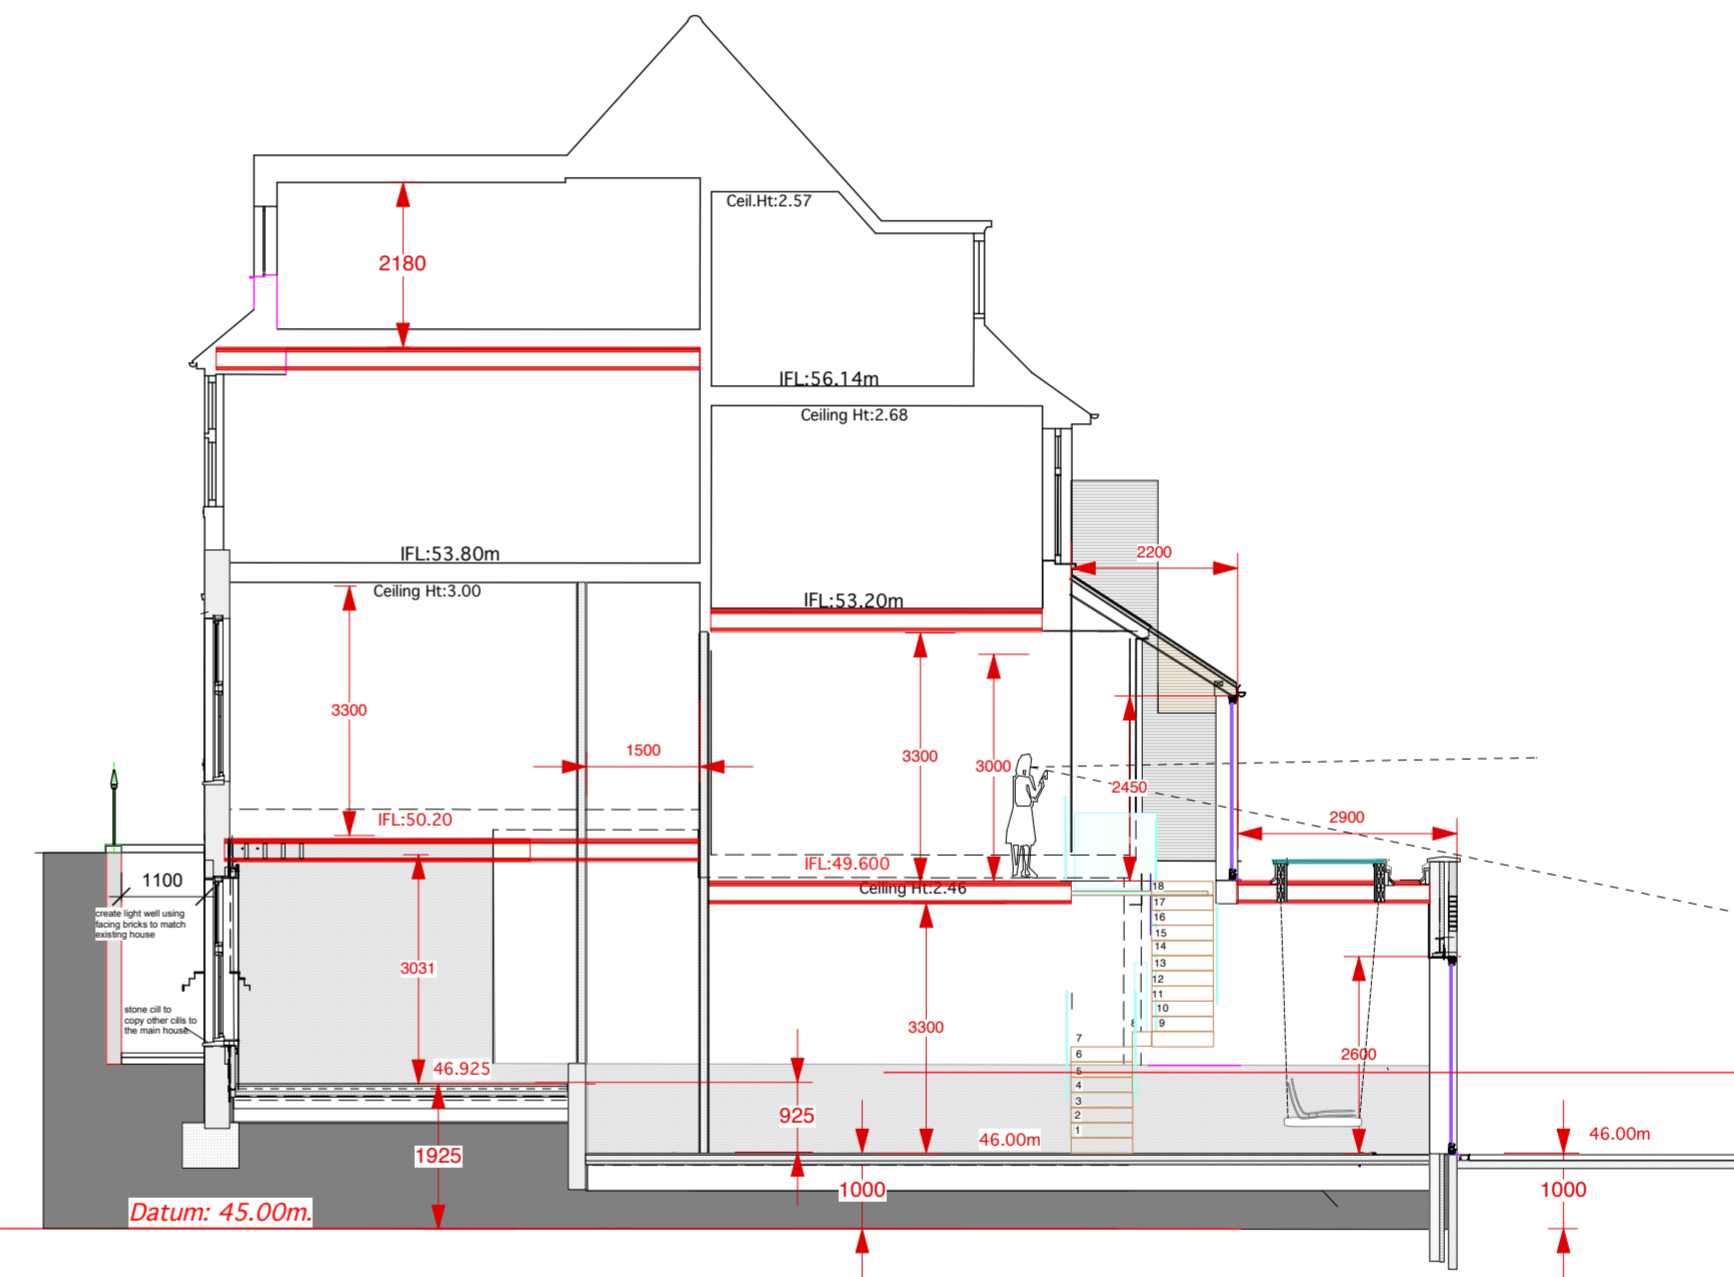 Ceil.Ht:2.57
2180
IFL:56.14m
Ceiling Ht:2.68
IFL:53.80m
2200
Ceiling Ht:3.00
IFL:53.20m
3300
1500
3300
3000
2450
IFL:50.20
2900
IFL:49.600
1100
Ceiling Ht:2.46
18
17
16
15
14
13
12
11
10
9
8
7
6
5
4
3
2
1
create light well using
facing bricks to match
existing house
3031
stone cill to
copy other cills to
the main house
3300
2600
46.925
925
46.00m
46.00m
1925
1000
1000
Datum: 45.00m.